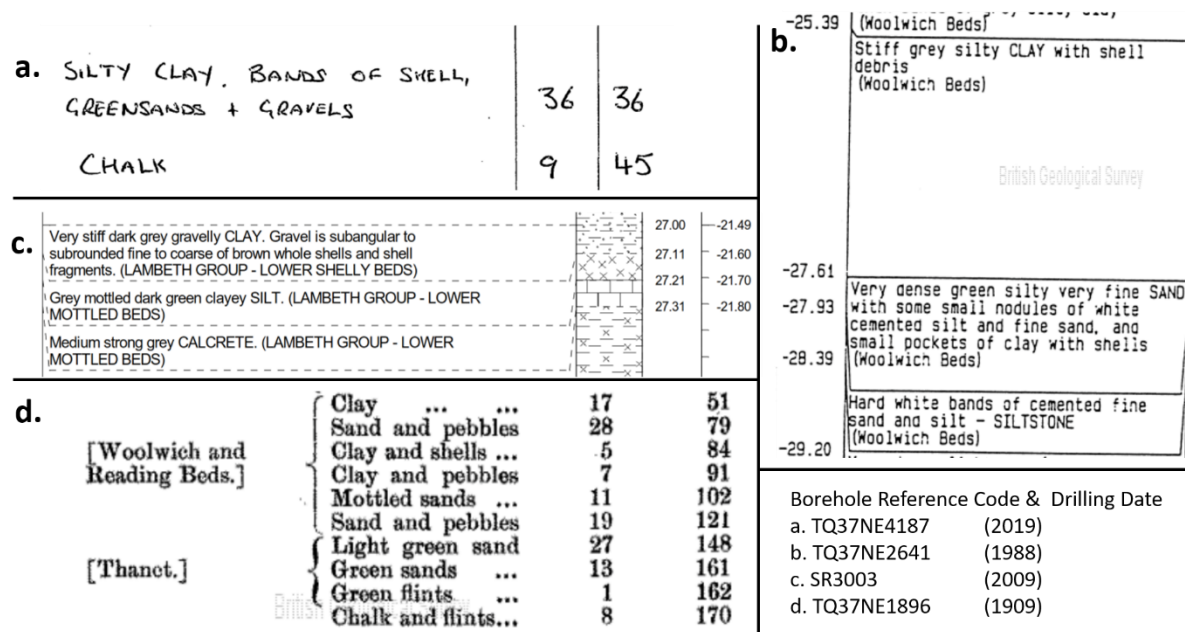 a. SILTY CLAY. BANDS OF SHELL,
GREENSANDS + GRAVELS 36 36
CHALK 9 45
b.
-25.39 (Woolwich Beds)
Stiff grey silty CLAY with shell
debris
(Woolwich Beds)
British Geological Survey
-27.61
Very dense green silty very fine SAND
-27.93 with some small nodules of white
cemented silt and fine sand, and
small pockets of clay with shells
-28.39 (Woolwich Beds)
Hard white bands of cemented fine
sand and silt - SILTSTONE
(Woolwich Beds)
-29.20
c.
27.00 -21.49
Very stiff dark grey gravelly CLAY. Gravel is subangular to
subrounded fine to coarse of brown whole shells and shell 27.11 -21.60
fragments. (LAMBETH GROUP - LOWER SHELLY BEDS)
27.21 -21.70
Grey mottled dark green clayey SILT. (LAMBETH GROUP - LOWER 27.31 -21.80
MOTTLED BEDS)
Medium strong grey CALCRETE. (LAMBETH GROUP - LOWER
MOTTLED BEDS)
d.
Clay ... ... 17 51
Sand and pebbles 28 79
[Woolwich and Clay and shells ... 5 84
Reading Beds.] Clay and pebbles 7 91
Mottled sands ... 11 102
Sand and pebbles 19 121
Light green sand 27 148
[Thanct.] Green sands ... 13 161
Green flints ... 1 162
British Geological Survey
Chalk and flints... 8 170
Borehole Reference Code & Drilling Date
a. TQ37NE4187 (2019)
b. TQ37NE2641 (1988)
c. SR3003 (2009)
d. TQ37NE1896 (1909)